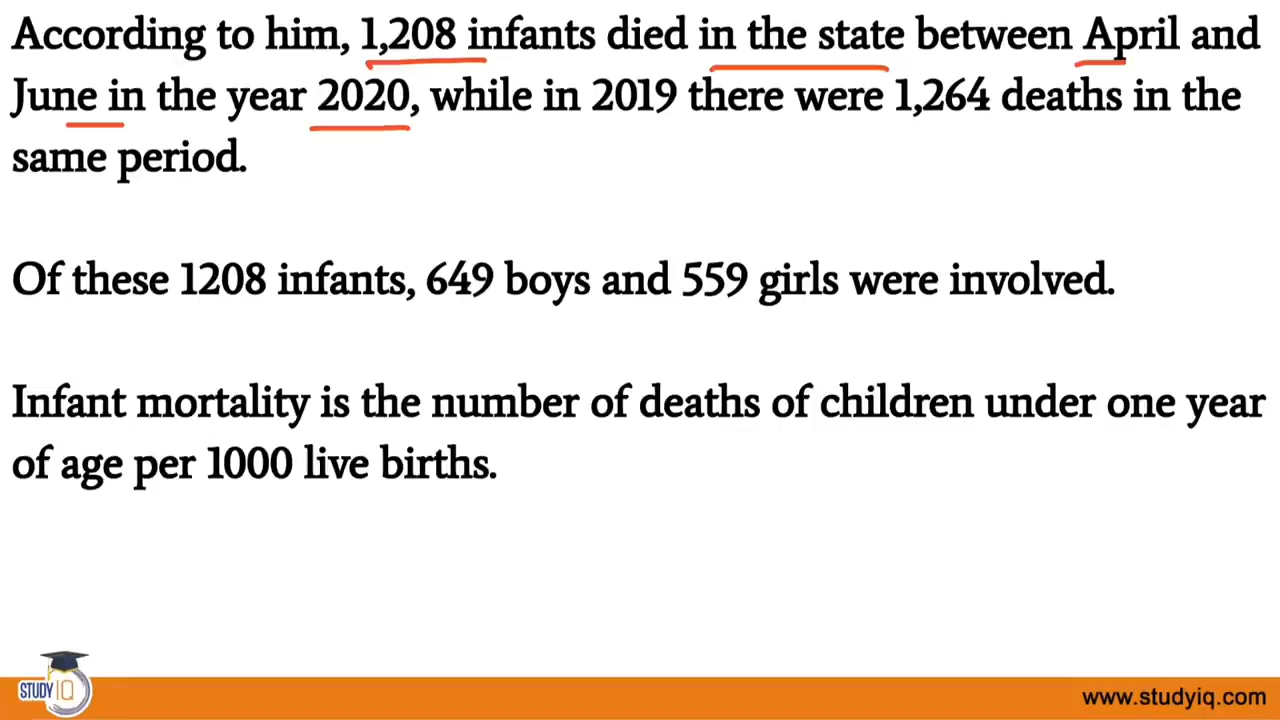 According to him, 1,208 infants died in the state between April and
June in the year 2020, while in 2019 there were 1,264 deaths in the
same period.
Of these 1208 infants, 649 boys and 559 girls were involved.
Infant mortality is the number of deaths of children under one year
of age per 1000 live births.
STUDY IQ
www.studyiq.com